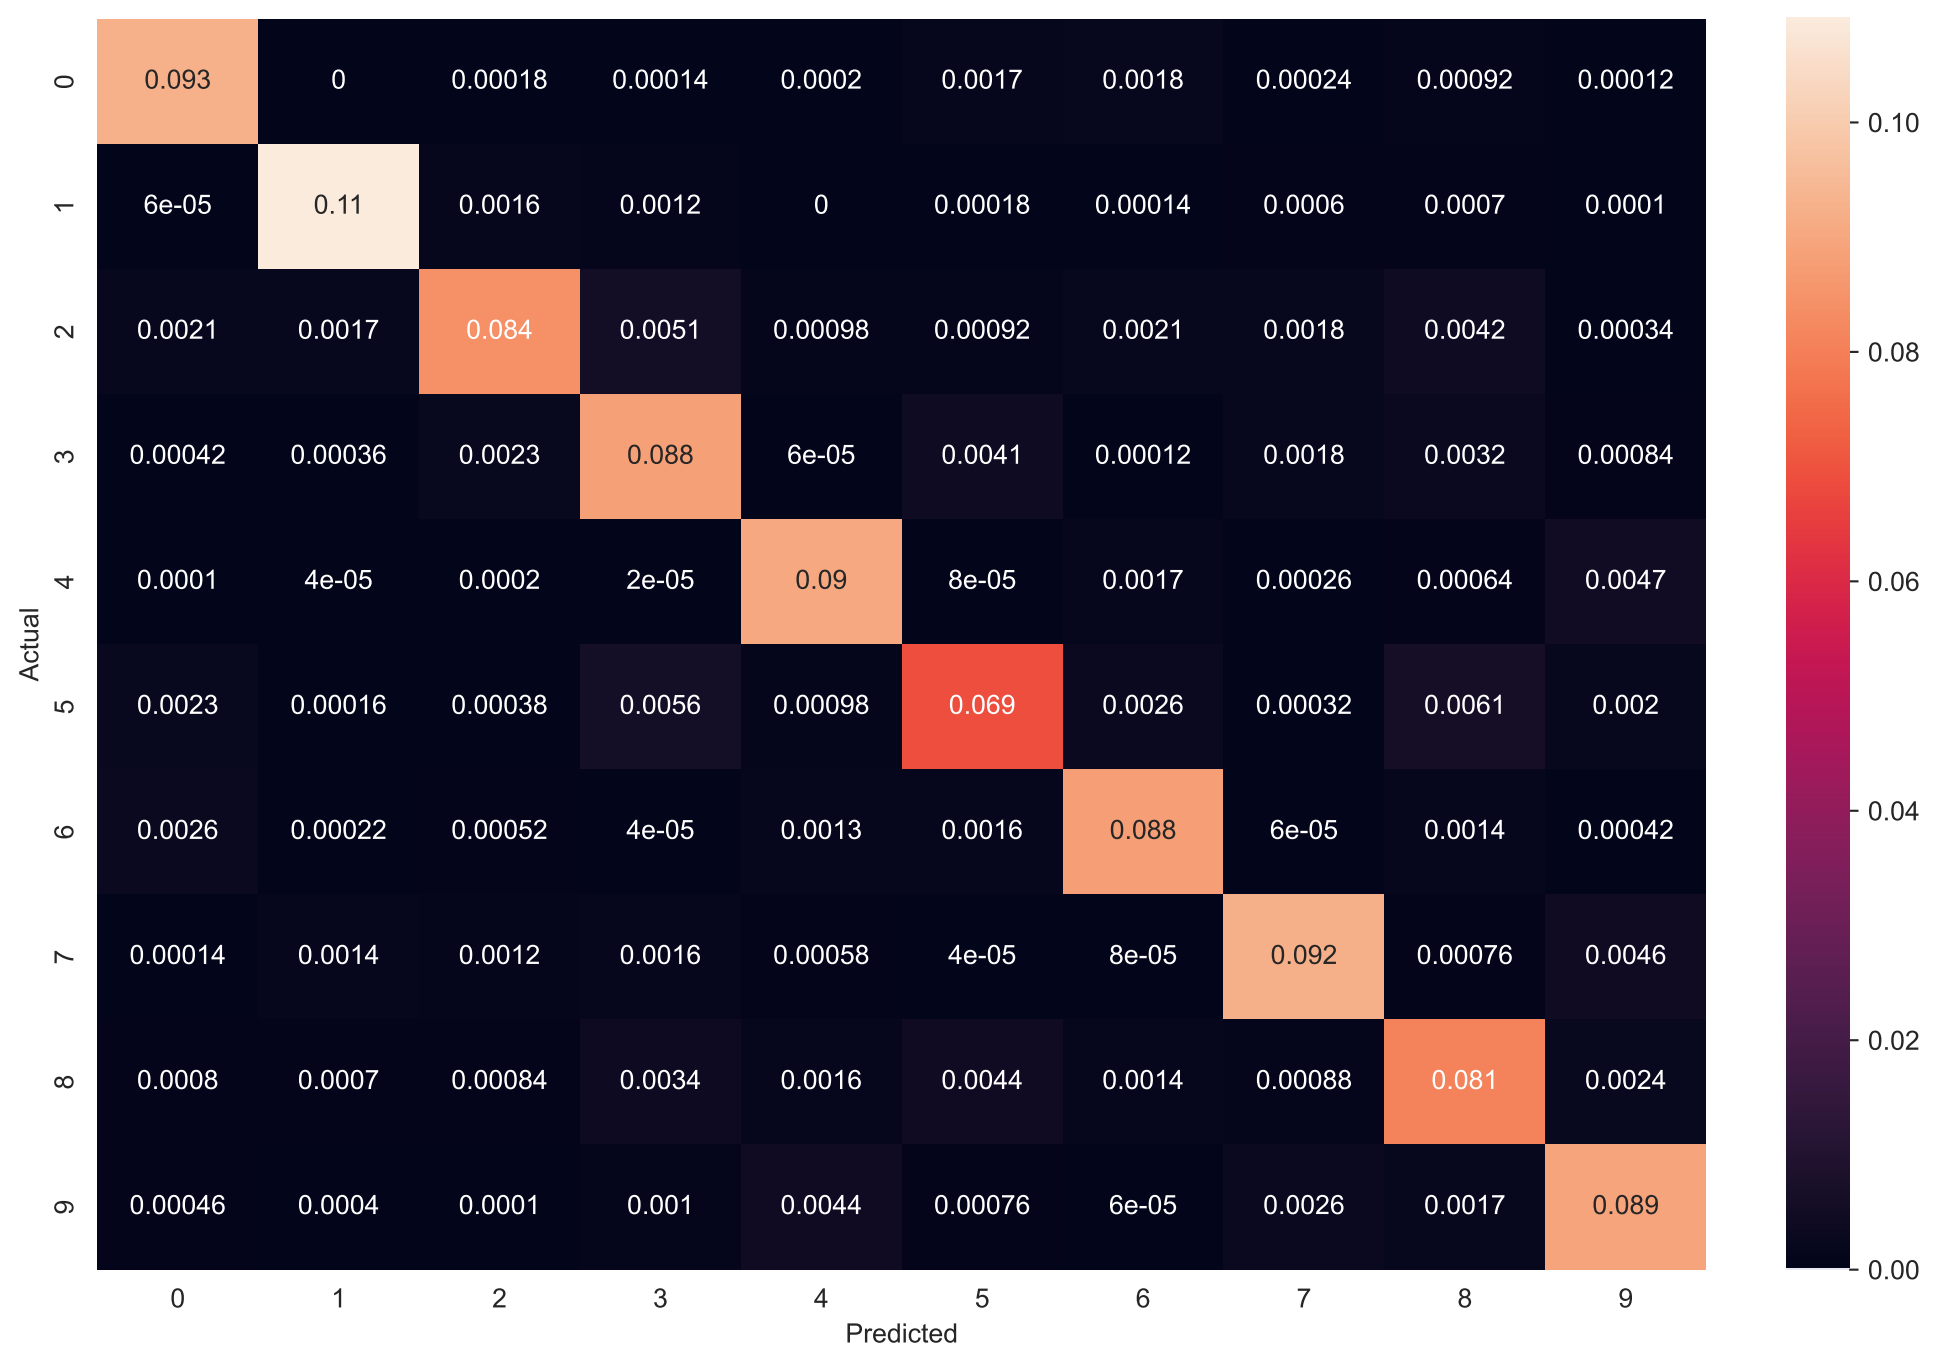 0 0.093 0 0.00018 0.00014 0.0002 0.0017 0.0018 0.00024 0.00092 0.00012
1 6e-05 0.11 0.0016 0.0012 0 0.00018 0.00014 0.0006 0.0007 0.0001
2 0.0021 0.0017 0.084 0.0051 0.00098 0.00092 0.0021 0.0018 0.0042 0.00034
3 0.00042 0.00036 0.0023 0.088 6e-05 0.0041 0.00012 0.0018 0.0032 0.00084
4 0.0001 4e-05 0.0002 2e-05 0.09 8e-05 0.0017 0.00026 0.00064 0.0047
Actual
5 0.0023 0.00016 0.00038 0.0056 0.00098 0.069 0.0026 0.00032 0.0061 0.002
6 0.0026 0.00022 0.00052 4e-05 0.0013 0.0016 0.088 6e-05 0.0014 0.00042
7 0.00014 0.0014 0.0012 0.0016 0.00058 4e-05 8e-05 0.092 0.00076 0.0046
8 0.0008 0.0007 0.00084 0.0034 0.0016 0.0044 0.0014 0.00088 0.081 0.0024
9 0.00046 0.0004 0.0001 0.001 0.0044 0.00076 6e-05 0.0026 0.0017 0.089
0 1 2 3 4 5 6 7 8 9
Predicted
0.10
0.08
0.06
0.04
0.02
0.00